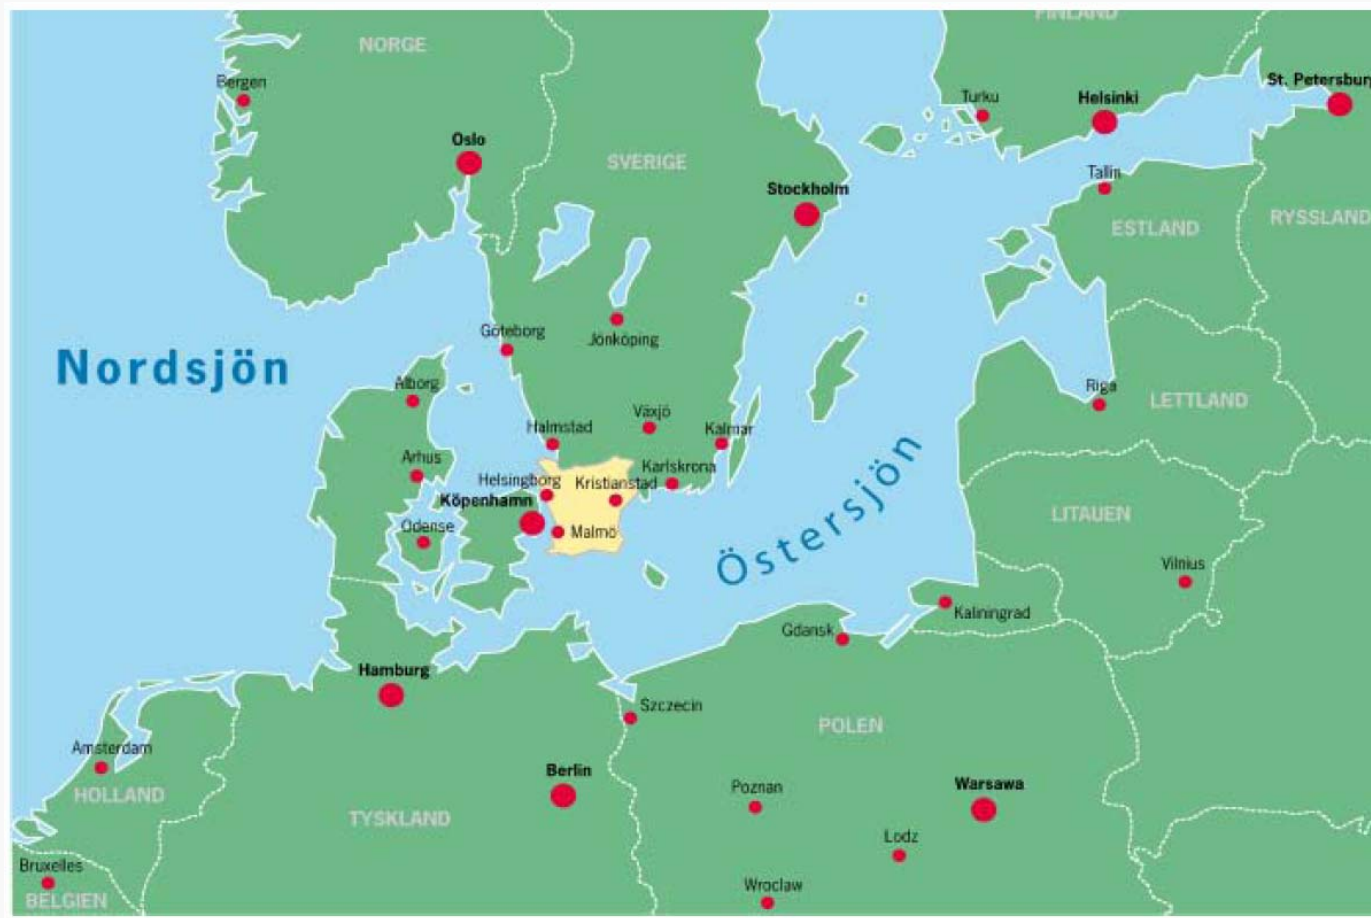 FINLAND
NORGE
St. Petersburg
Bergen
Turku
Helsinki
Oslo
SVERIGE
Tallin
Stockholm
ESTLAND
RYSSLAND
Göteborg
Jönköping
Nordsjön
Alborg
Riga
LETTLAND
Växjö
Halmstad
Kalmar
Arhus
Karlskrona
Helsingborg
Kristianstad
Köpenhamn
Odense
Malmö
Östersjön
LITAUEN
Vilnius
Kaliningrad
Gdansk
Hamburg
Szczecin
POLEN
Amsterdam
Berlin
HOLLAND
Poznan
Warsawa
TYSKLAND
Lodz
Bruxelles
Wroclaw
BELGIEN